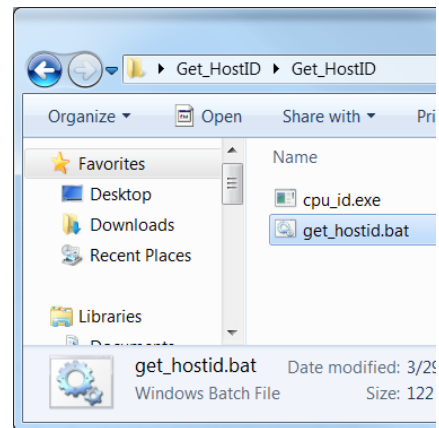 Get_HostID Get_HostID
Organize Open Share with
Favorites
Desktop
Downloads
Recent Places
Libraries
Documents
Name
cpu_id.exe
get_hostid.bat
get_hostid.bat Date modified: 3/29
Windows Batch File Size: 122